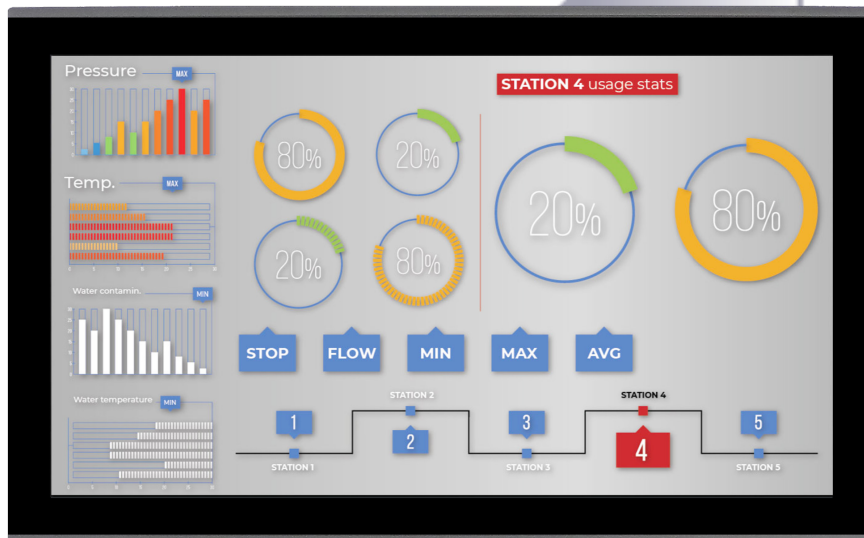 Pressure
MAX
STATION 4 usage stats
80%
20%
20%
80%
20%
80%
Temp.
MAX
Water contamin.
MIN
STOP
FLOW
MIN
MAX
AVG
Water temperature
MIN
STATION 2
STATION 4
1
2
3
4
5
STATION 1
STATION 3
STATION 5